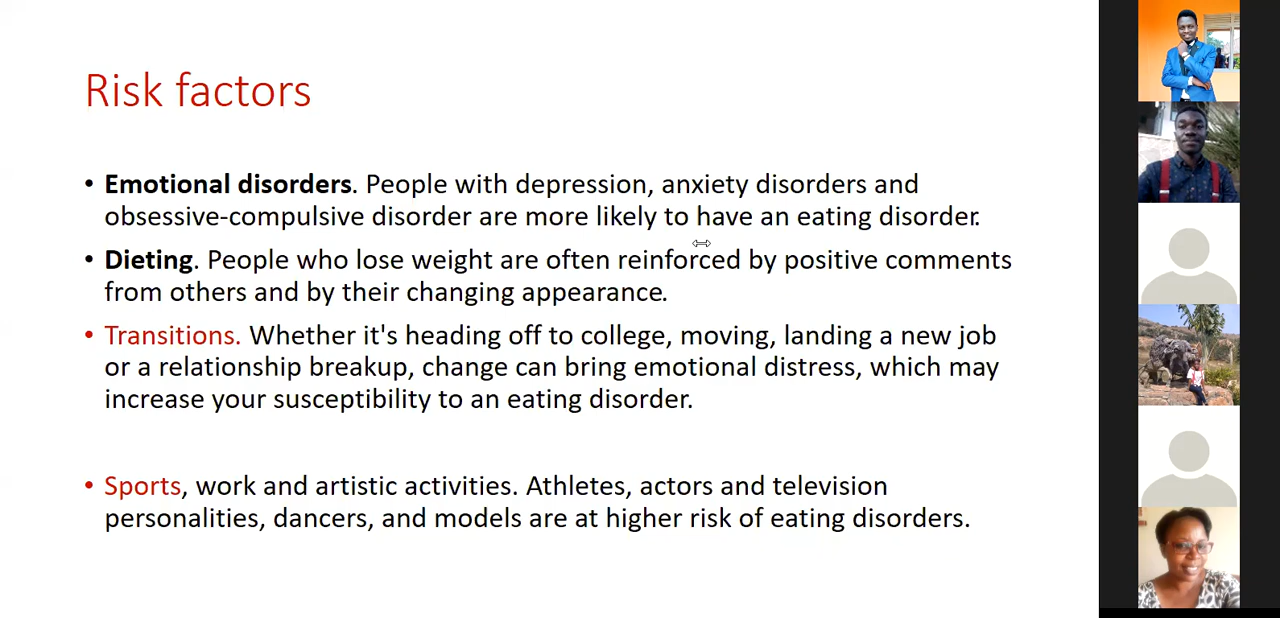 Risk factors
• Emotional disorders. People with depression, anxiety disorders and
obsessive-compulsive disorder are more likely to have an eating disorder.
• Dieting. People who lose weight are often reinforced by positive comments
from others and by their changing appearance.
• Transitions. Whether it's heading off to college, moving, landing a new job
or a relationship breakup, change can bring emotional distress, which may
increase your susceptibility to an eating disorder.
• Sports, work and artistic activities. Athletes, actors and television
personalities, dancers, and models are at higher risk of eating disorders.